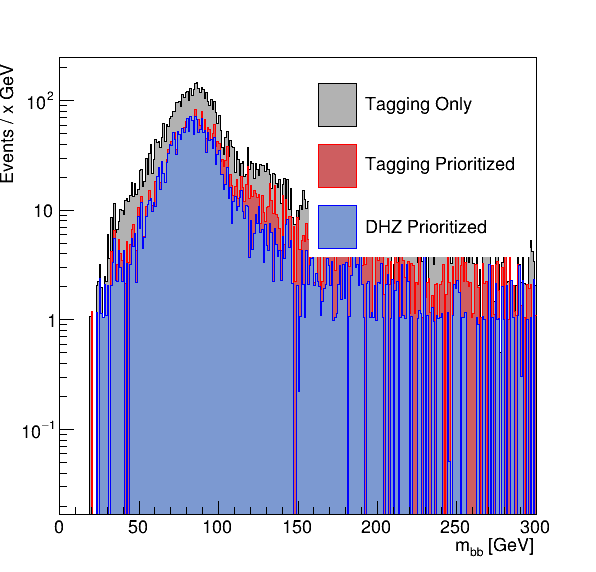 Events / x GeV
10²
10
1
10⁻¹
Tagging Only
Tagging Prioritized
DHZ Prioritized
0 50 100 150 200 250 300
m_bb [GeV]